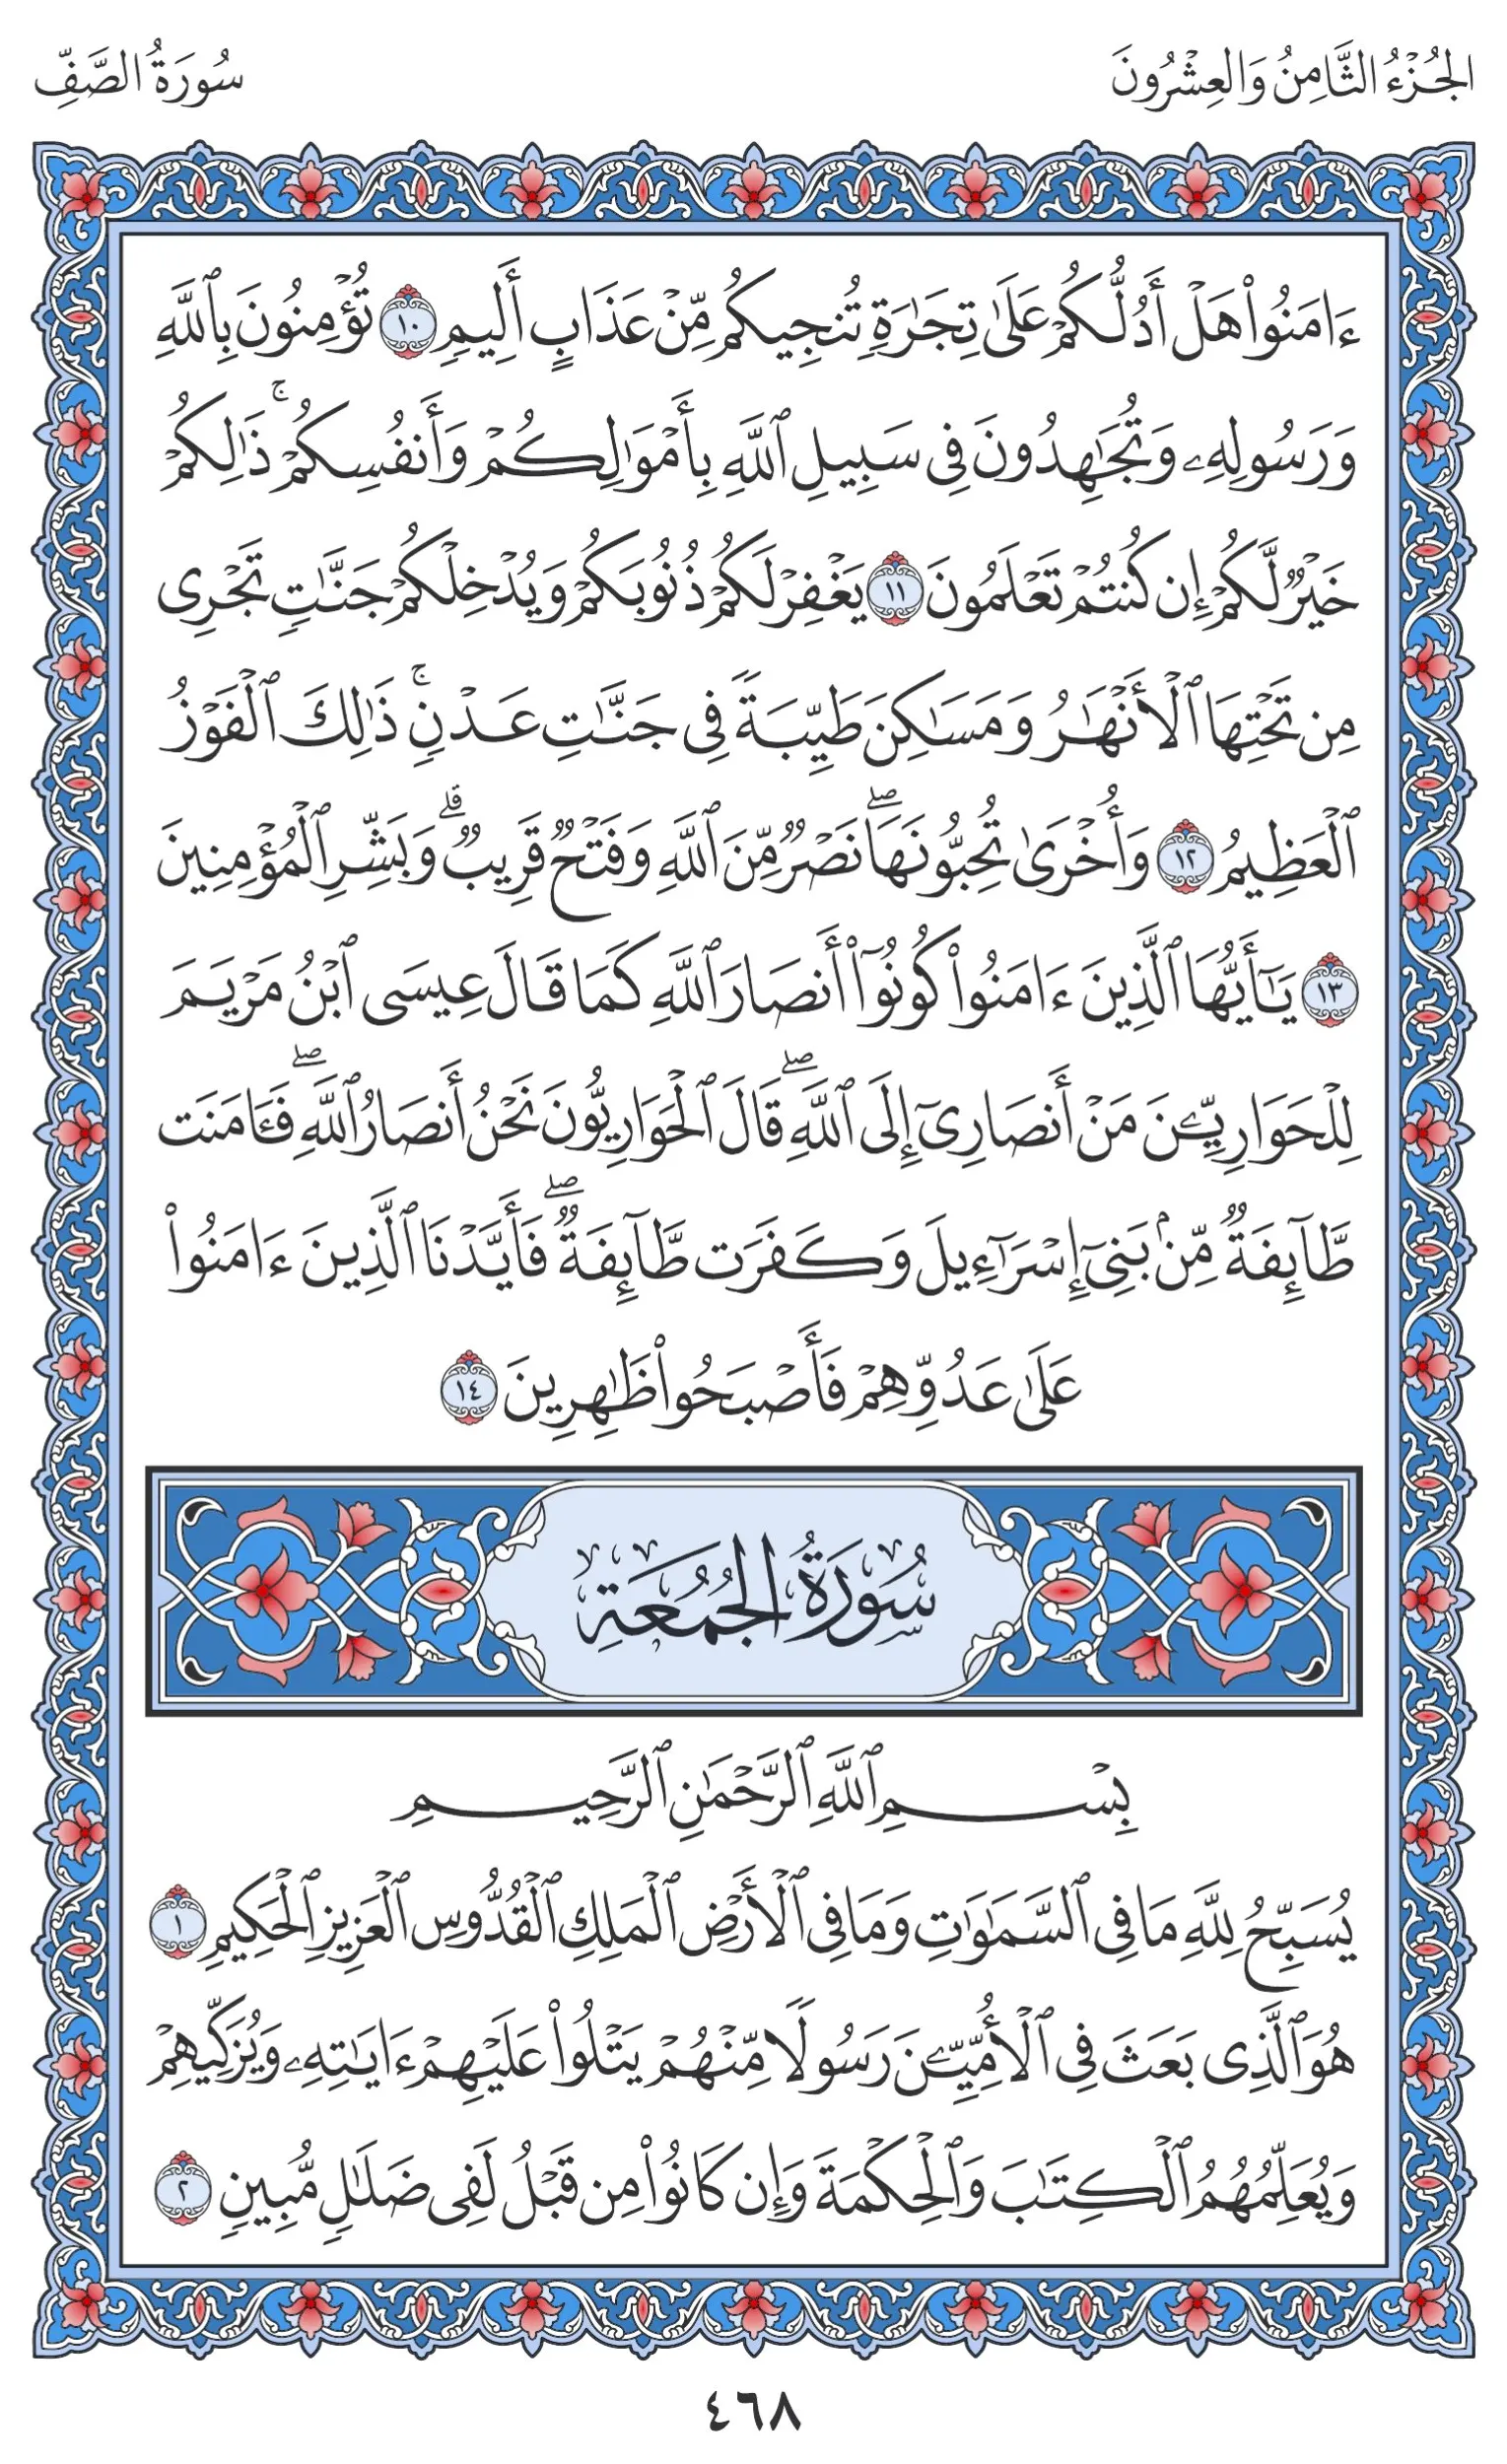 الجُزْءُ الثَّامِنُ وَالعِشْرُونَ
سُورَةُ الصَّفِّ
ءَامَنُوا۟ هَلْ أَدُلُّكُمْ عَلَىٰ تِجَٰرَةٍۢ تُنجِيكُم مِّنْ عَذَابٍ أَلِيمٍۢ ١٠ تُؤْمِنُونَ بِٱللَّهِ
وَرَسُولِهِۦ وَتُجَٰهِدُونَ فِى سَبِيلِ ٱللَّهِ بِأَمْوَٰلِكُمْ وَأَنفُسِكُمْ ۚ ذَٰلِكُمْ
خَيْرٌۭ لَّكُمْ إِن كُنتُمْ تَعْلَمُونَ ١١ يَغْفِرْ لَكُمْ ذُنُوبَكُمْ وَيُدْخِلْكُمْ جَنَّٰتٍۢ تَجْرِى
مِن تَحْتِهَا ٱلْأَنْهَٰرُ وَمَسَٰكِنَ طَيِّبَةًۭ فِى جَنَّٰتِ عَدْنٍۢ ۚ ذَٰلِكَ ٱلْفَوْزُ
ٱلْعَظِيمُ ١٢ وَأُخْرَىٰ تُحِبُّونَهَا ۖ نَصْرٌۭ مِّنَ ٱللَّهِ وَفَتْحٌۭ قَرِيبٌۭ ۗ وَبَشِّرِ ٱلْمُؤْمِنِينَ
١٣ يَٰٓأَيُّهَا ٱلَّذِينَ ءَامَنُوا۟ كُونُوٓا۟ أَنصَارَ ٱللَّهِ كَمَا قَالَ عِيسَى ٱبْنُ مَرْيَمَ
لِلْحَوَارِيِّـۧنَ مَنْ أَنصَارِىٓ إِلَى ٱللَّهِ ۖ قَالَ ٱلْحَوَارِيُّونَ نَحْنُ أَنصَارُ ٱللَّهِ ۖ فَـَٔامَنَت
طَّآئِفَةٌۭ مِّنۢ بَنِىٓ إِسْرَٰٓءِيلَ وَكَفَرَت طَّآئِفَةٌۭ ۖ فَأَيَّدْنَا ٱلَّذِينَ ءَامَنُوا۟
عَلَىٰ عَدُوِّهِمْ فَأَصْبَحُوا۟ ظَٰهِرِينَ ١٤
سُورَةُ الجُمُعَةِ
بِسْمِ ٱللَّهِ ٱلرَّحْمَٰنِ ٱلرَّحِيمِ
يُسَبِّحُ لِلَّهِ مَا فِى ٱلسَّمَٰوَٰتِ وَمَا فِى ٱلْأَرْضِ ٱلْمَلِكِ ٱلْقُدُّوسِ ٱلْعَزِيزِ ٱلْحَكِيمِ ١
هُوَ ٱلَّذِى بَعَثَ فِى ٱلْأُمِّيِّـۧنَ رَسُولًۭا مِّنْهُمْ يَتْلُوا۟ عَلَيْهِمْ ءَايَٰتِهِۦ وَيُزَكِّيهِمْ
وَيُعَلِّمُهُمُ ٱلْكِتَٰبَ وَٱلْحِكْمَةَ وَإِن كَانُوا۟ مِن قَبْلُ لَفِى ضَلَٰلٍۢ مُّبِينٍۢ ٢
٤٦٨